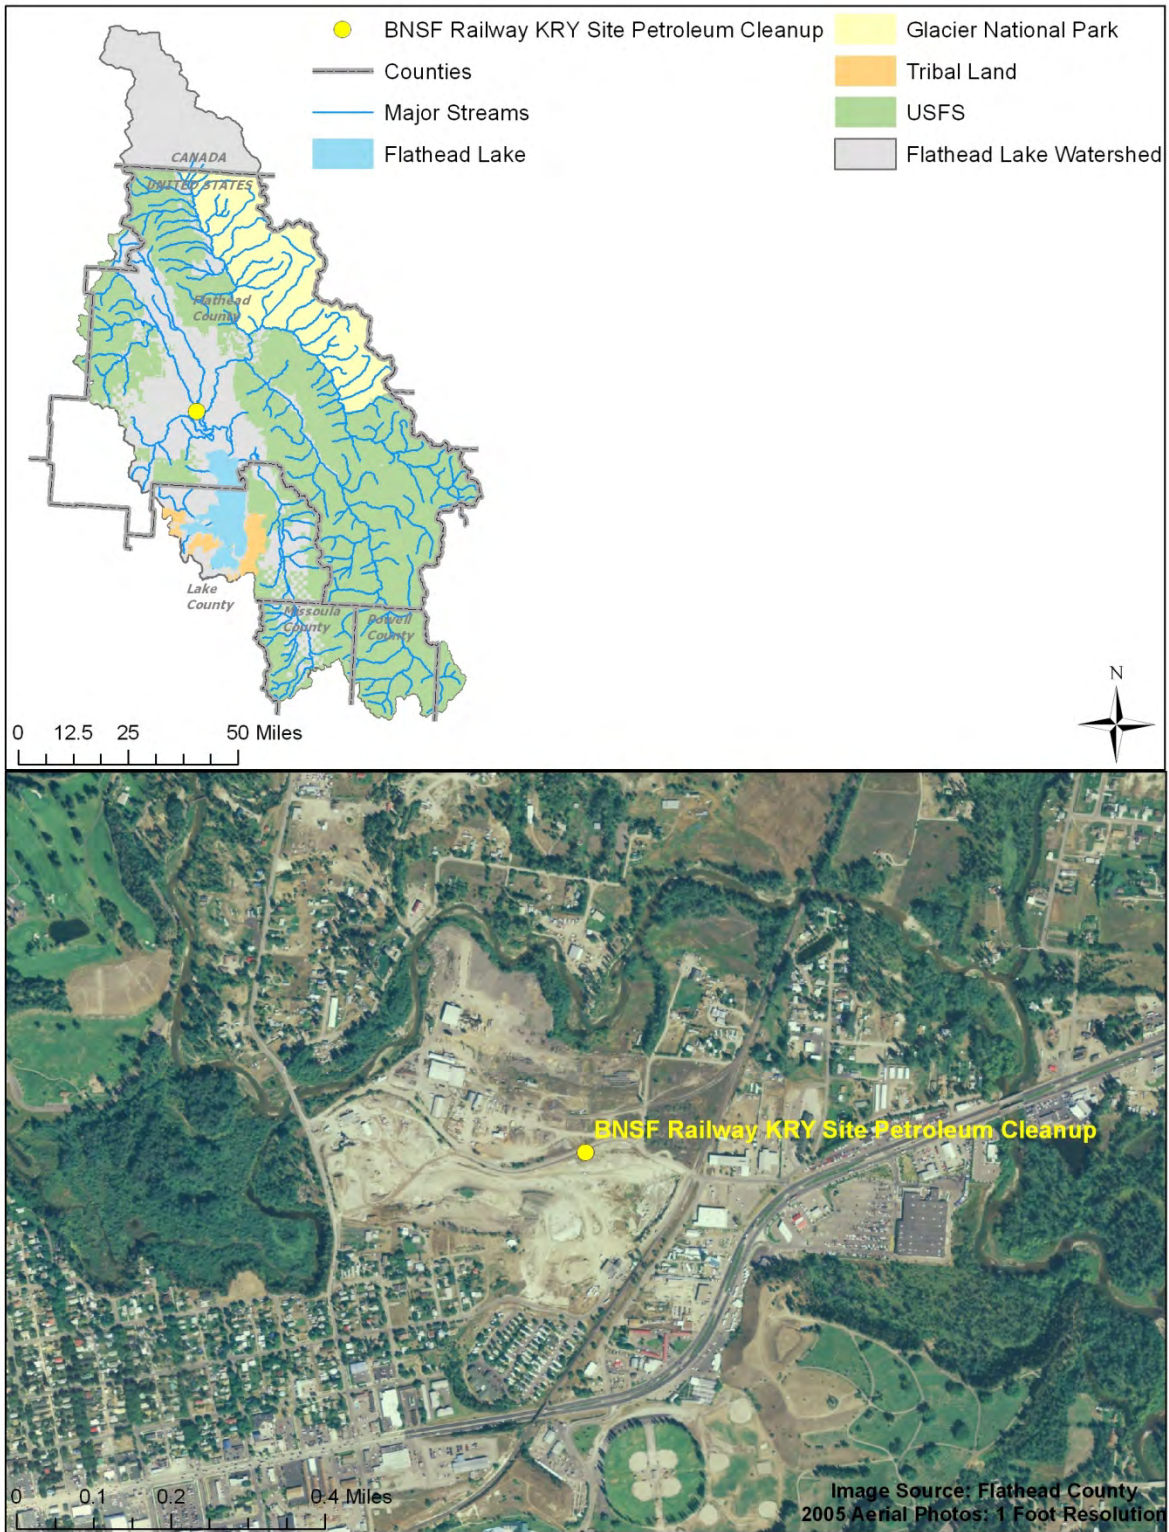 BNSF Railway KRY Site Petroleum Cleanup
Counties
Major Streams
Flathead Lake
Glacier National Park
Tribal Land
USFS
Flathead Lake Watershed
CANADA
UNITED STATES
Flathead
County
Lake
County
Missoula
County
Powell
County
N
0 12.5 25 50 Miles
BNSF Railway KRY Site Petroleum Cleanup
0 0.1 0.2 0.4 Miles
Image Source: Flathead County
2005 Aerial Photos: 1 Foot Resolution